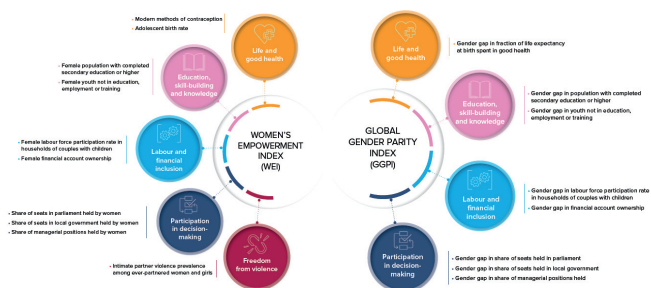 • Modern methods of contraception
• Adolescent birth rate
Life and
good health
• Female population with completed
secondary education or higher
• Female youth not in education,
employment or training
Education,
skill-building
and knowledge
• Female labour force participation rate in
households of couples with children
• Female financial account ownership
Labour and
financial
inclusion
• Share of seats in parliament held by women
• Share of seats in local government held by women
• Share of managerial positions held by women
Participation
in decision-
making
• Intimate partner violence prevalence
among ever-partnered women and girls
Freedom
from violence
WOMEN'S
EMPOWERMENT
INDEX
(WEI)
GLOBAL
GENDER PARITY
INDEX
(GGPI)
Life and
good health
• Gender gap in fraction of life expectancy
at birth spent in good health
Education,
skill-building
and knowledge
• Gender gap in population with completed
secondary education or higher
• Gender gap in youth not in education,
employment or training
Labour and
financial
inclusion
• Gender gap in labour force participation rate
in households of couples with children
• Gender gap in financial account ownership
Participation
in decision-
making
• Gender gap in share of seats held in parliament
• Gender gap in share of seats held in local government
• Gender gap in share of managerial positions held